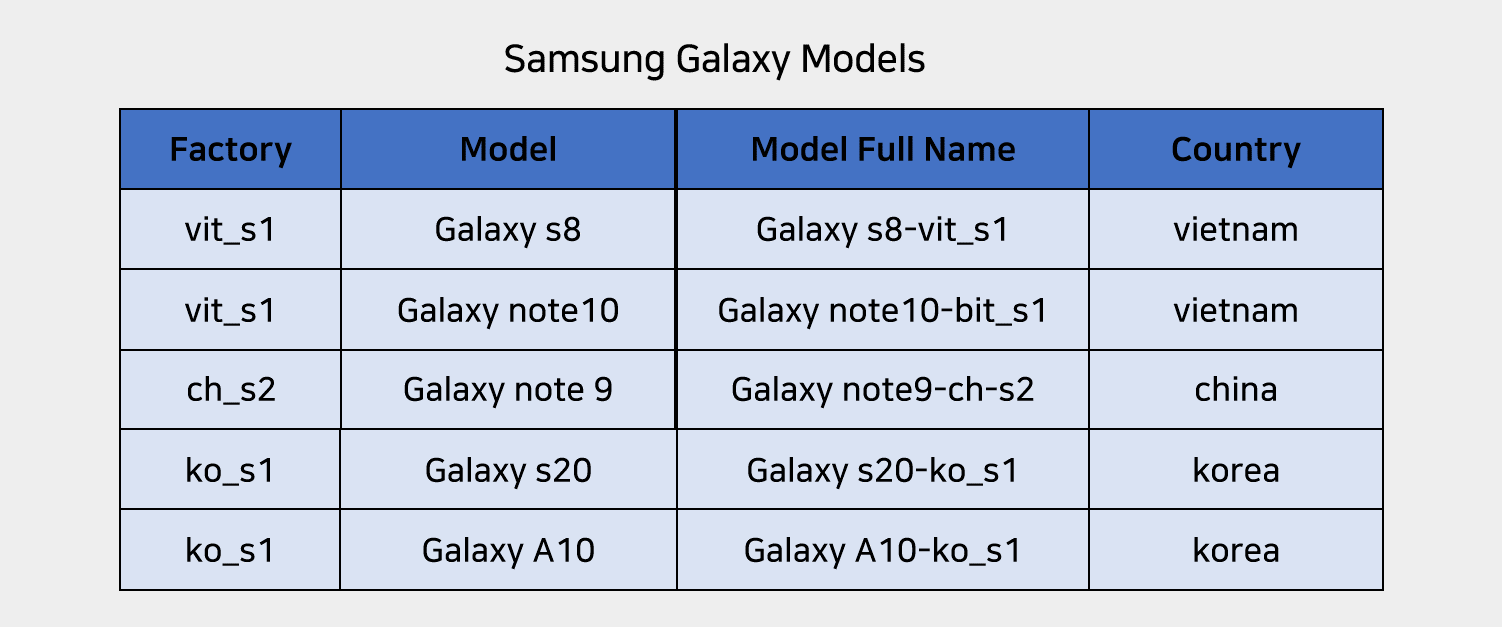 Samsung Galaxy Models
Factory Model Model Full Name Country
vit_s1 Galaxy s8 Galaxy s8-vit_s1 vietnam
vit_s1 Galaxy note10 Galaxy note10-bit_s1 vietnam
ch_s2 Galaxy note 9 Galaxy note9-ch-s2 china
ko_s1 Galaxy s20 Galaxy s20-ko_s1 korea
ko_s1 Galaxy A10 Galaxy A10-ko_s1 korea